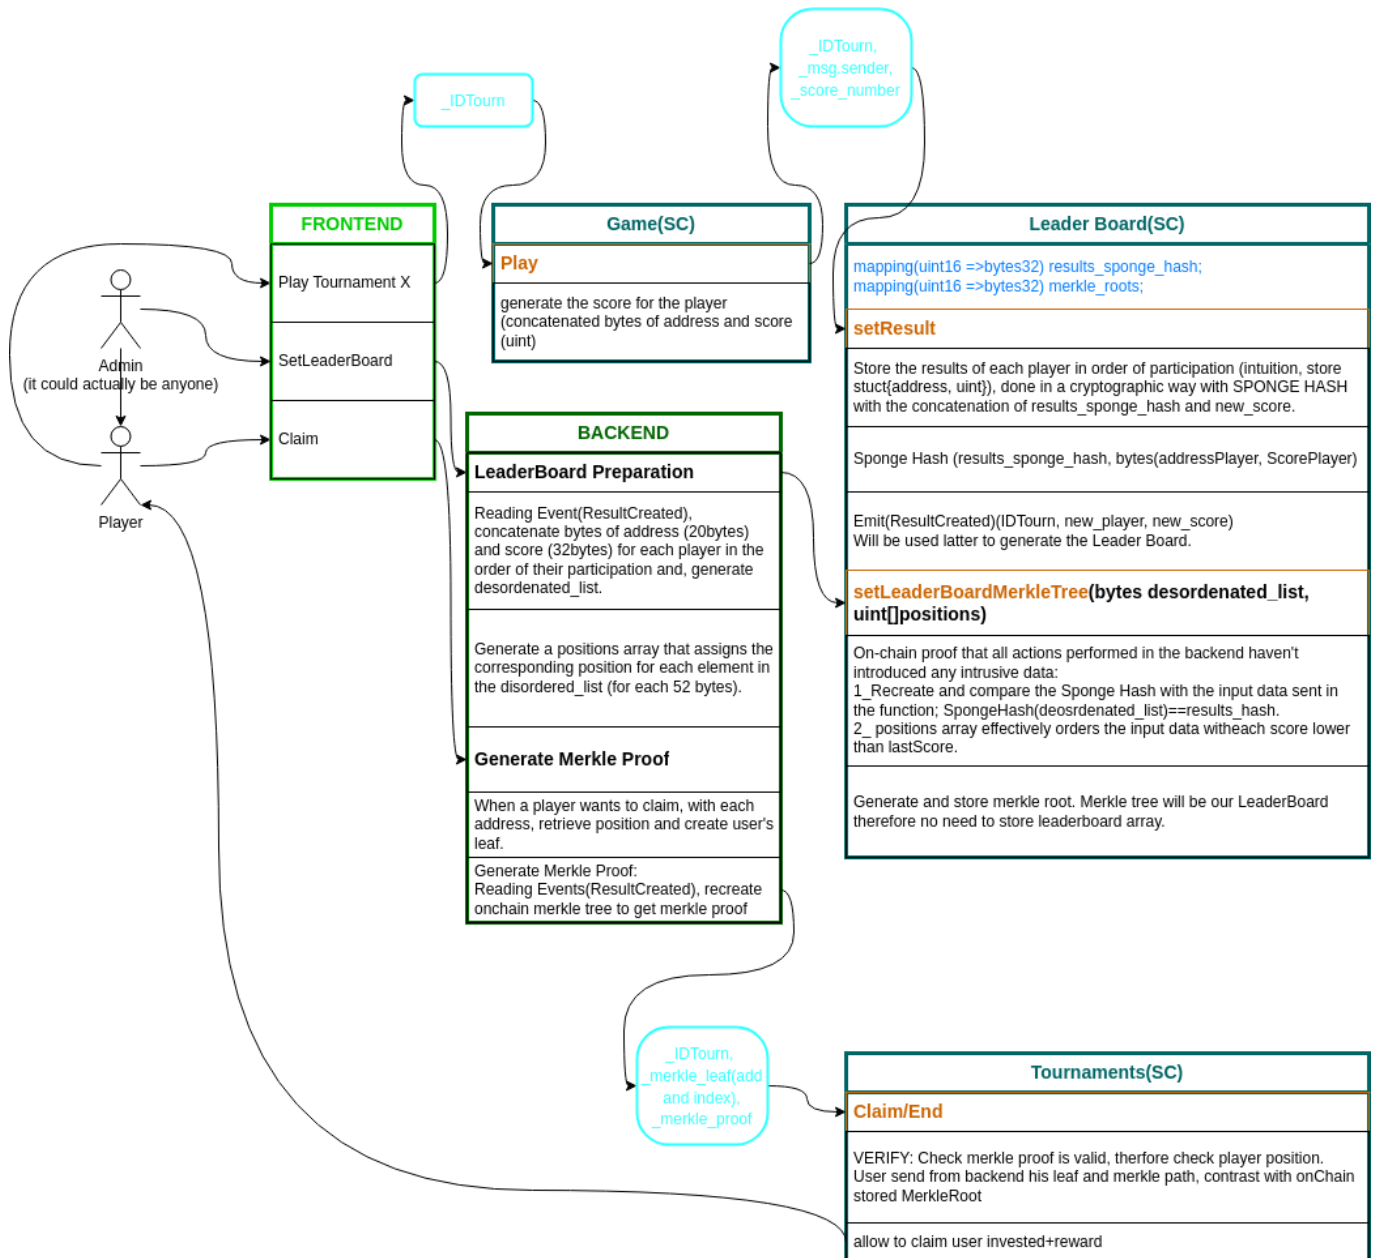 _IDTourn,
_msg.sender,
_score_number
_IDTourn
FRONTEND
Play Tournament X
SetLeaderBoard
Claim
Admin
(it could actually be anyone)
Player
Game(SC)
Play
generate the score for the player
(concatenated bytes of address and score
(uint)
BACKEND
LeaderBoard Preparation
Reading Event(ResultCreated),
concatenate bytes of address (20bytes)
and score (32bytes) for each player in the
order of their participation and, generate
desordenated_list.
Generate a positions array that assigns the
corresponding position for each element in
the disordered_list (for each 52 bytes).
Generate Merkle Proof
When a player wants to claim, with each
address, retrieve position and create user's
leaf.
Generate Merkle Proof:
Reading Events(ResultCreated), recreate
onchain merkle tree to get merkle proof
Leader Board(SC)
mapping(uint16 =>bytes32) results_sponge_hash;
mapping(uint16 =>bytes32) merkle_roots;
setResult
Store the results of each player in order of participation (intuition, store
stuct{address, uint}), done in a cryptographic way with SPONGE HASH
with the concatenation of results_sponge_hash and new_score.
Sponge Hash (results_sponge_hash, bytes(addressPlayer, ScorePlayer)
Emit(ResultCreated)(IDTourn, new_player, new_score)
Will be used latter to generate the Leader Board.
setLeaderBoardMerkleTree(bytes desordenated_list,
uint[]positions)
On-chain proof that all actions performed in the backend haven't
introduced any intrusive data:
1_Recreate and compare the Sponge Hash with the input data sent in
the function; SpongeHash(deosrdenated_list)==results_hash.
2_ positions array effectively orders the input data witheach score lower
than lastScore.
Generate and store merkle root. Merkle tree will be our LeaderBoard
therefore no need to store leaderboard array.
_IDTourn,
_merkle_leaf(add
and index),
_merkle_proof
Tournaments(SC)
Claim/End
VERIFY: Check merkle proof is valid, therfore check player position.
User send from backend his leaf and merkle path, contrast with onChain
stored MerkleRoot
allow to claim user invested+reward